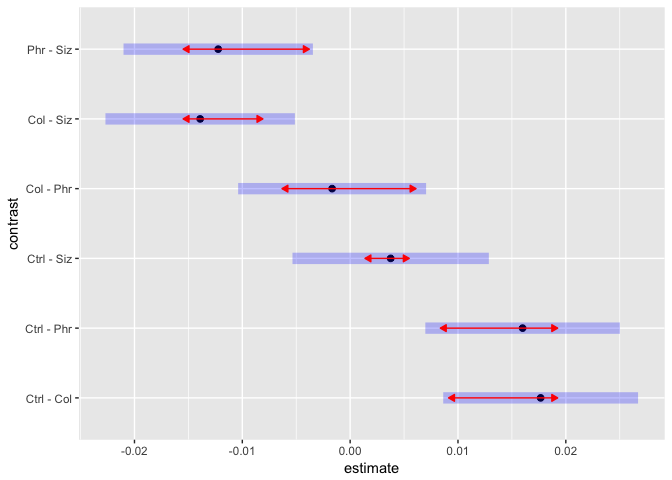 Phr - Siz
Col - Siz
Col - Phr
Ctrl - Siz
Ctrl - Phr
Ctrl - Col
contrast
-0.02 -0.01 0.00 0.01 0.02
estimate